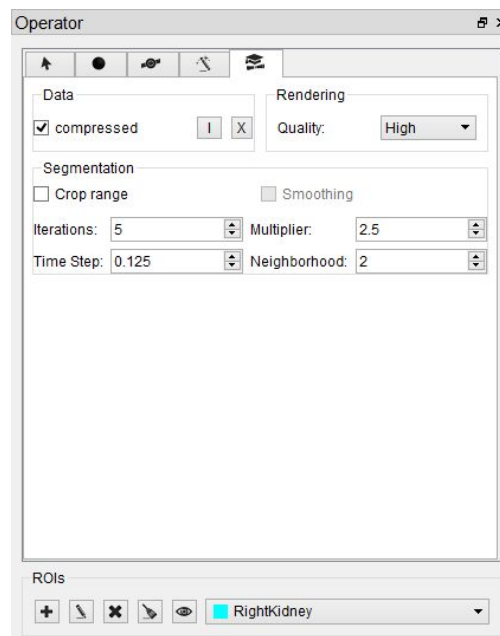 Operator
Data
Rendering
compressed
I
X
Quality:
High
Segmentation
Crop range
Smoothing
Iterations: 5
Multiplier: 2.5
Time Step: 0.125
Neighborhood: 2
ROIs
RightKidney